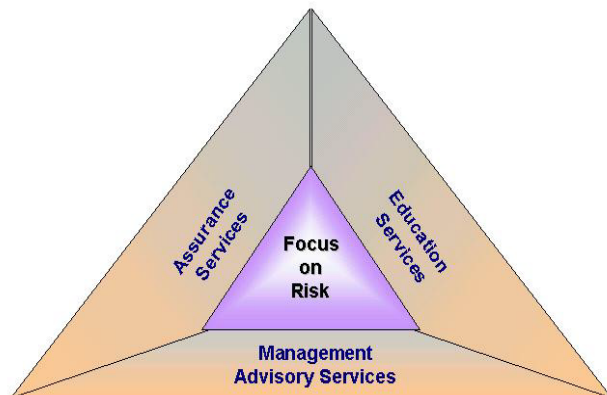 Assurance
Services
Education
Services
Focus
on
Risk
Management
Advisory Services